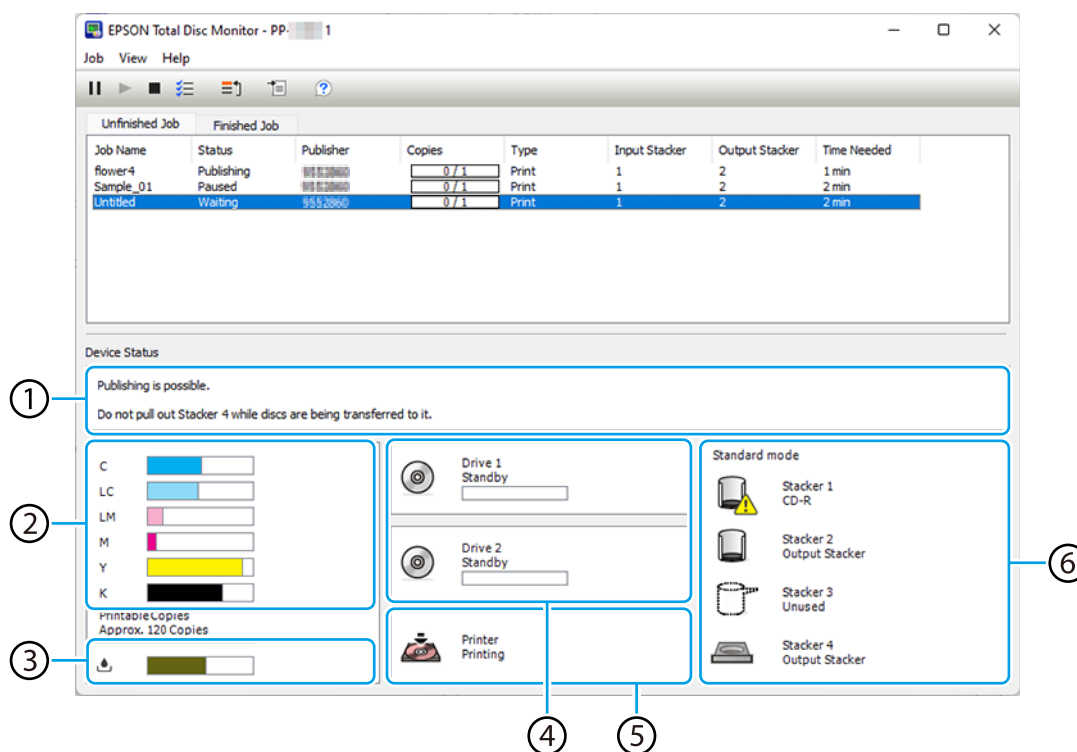 EPSON Total Disc Monitor - PP- 1
Job View Help
Unfinished Job Finished Job
Job Name Status Publisher Copies Type Input Stacker Output Stacker Time Needed
flower4 Publishing 0 / 1 Print 1 2 1 min
Sample_01 Paused 0 / 1 Print 1 2 2 min
Untitled Waiting 9552860 0 / 1 Print 1 2 2 min
Device Status
1
Publishing is possible.
Do not pull out Stacker 4 while discs are being transferred to it.
2
C
LC
LM
M
Y
K
Printable Copies
Approx. 120 Copies
3
Drive 1
Standby
Drive 2
Standby
4
Printer
Printing
5
Standard mode
Stacker 1
CD-R
Stacker 2
Output Stacker
Stacker 3
Unused
Stacker 4
Output Stacker
6